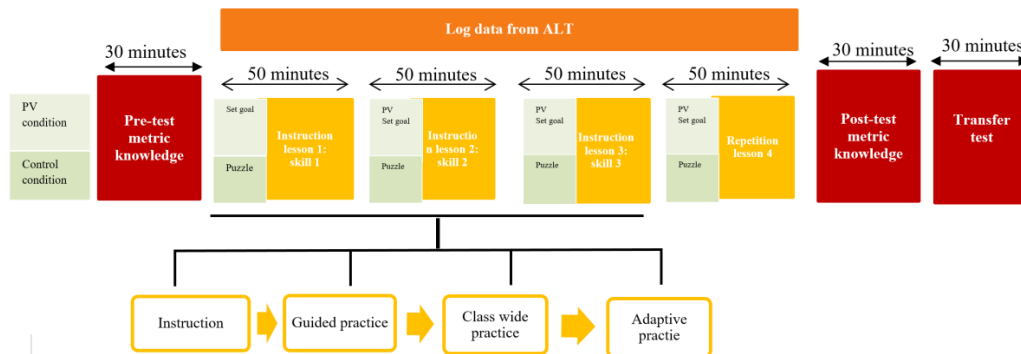 Log data from ALT
30 minutes
50 minutes
50 minutes
50 minutes
50 minutes
30 minutes
30 minutes
PV
condition
Control
condition
Pre-test
metric
knowledge
Set goal
Puzzle
Instruction
lesson 1:
skill 1
PV
Set goal
Puzzle
Instructio
n lesson 2:
skill 2
PV
Set goal
Puzzle
Instruction
lesson 3:
skill 3
PV
Set goal
Puzzle
Repetition
lesson 4
Post-test
metric
knowledge
Transfer
test
Instruction
Guided practice
Class wide
practice
Adaptive
practie